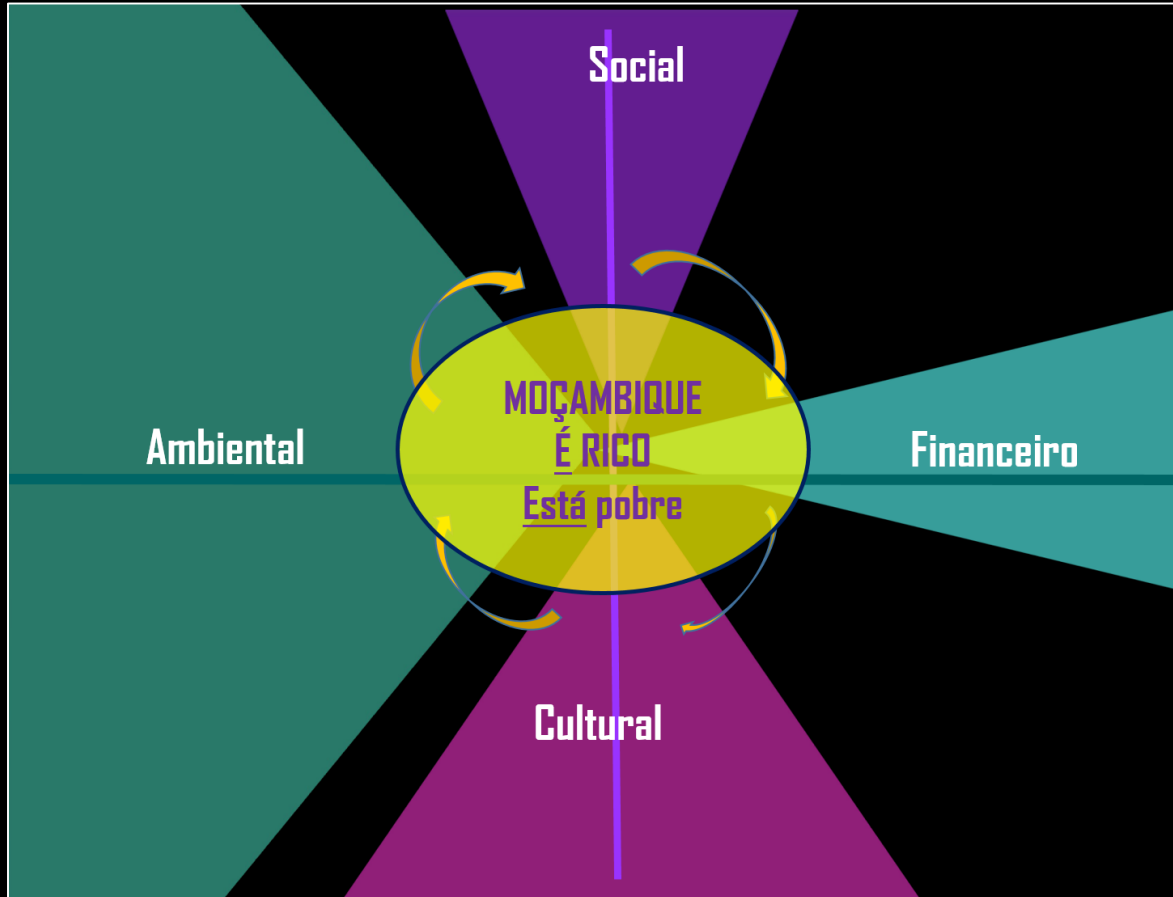 Social
MOÇAMBIQUE
É RICO
Está pobre
Ambiental
Financeiro
Cultural